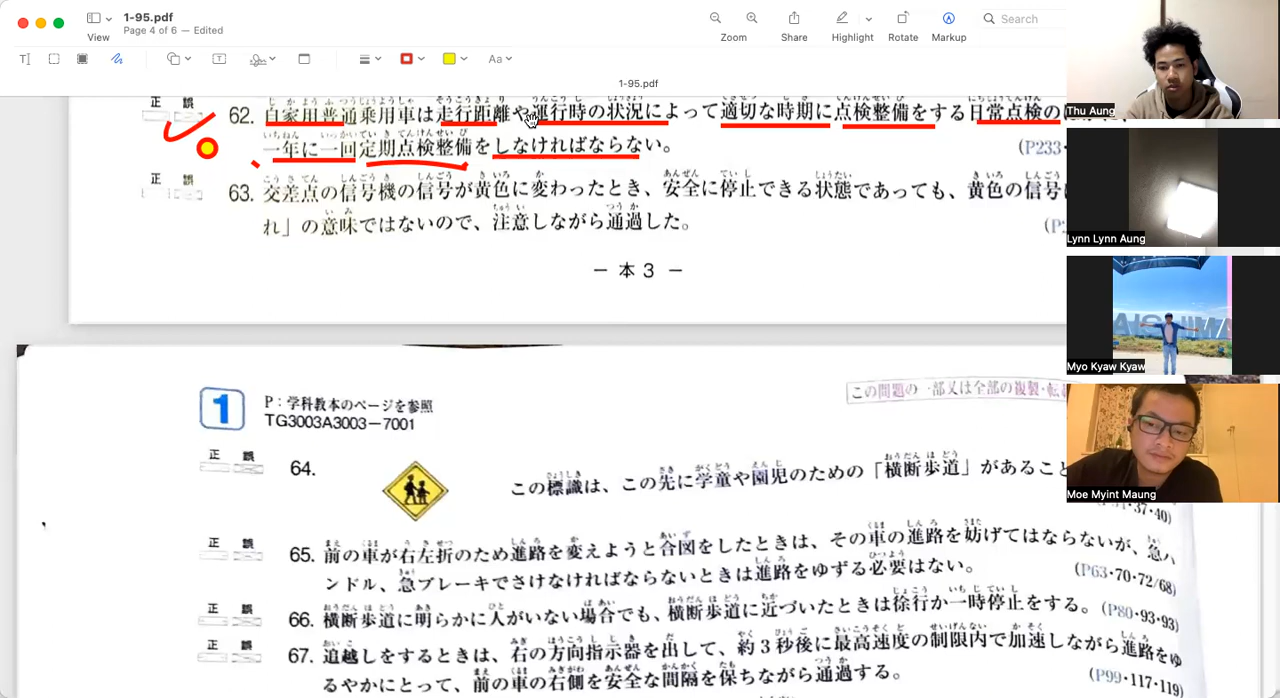 1-95.pdf
Page 4 of 6 — Edited
View
Zoom
Share
Highlight
Rotate
Markup
Search
Aa
1-95.pdf
正 誤
62. 自家用普通乗用車は走行距離や運行時の状況によって適切な時期に点検整備をする日常点検の
一年に一回定期点検整備をしなければならない。
(P233・
正 誤
63. 交差点の信号機の信号が黄色に変わったとき、安全に停止できる状態であっても、黄色の信号
れ」の意味ではないので、注意しながら通過した。
— 本 3 —
1
P：学科教本のページを参照
TG3003A3003－7001
この問題の一部又は全部の複製・転
正 誤
64.
この標識は、この先に学童や園児のための「横断歩道」があること
・37・40)
正 誤
65. 前の車が右左折のため進路を変えようと合図をしたときは、その車の進路を妨げてはならないが、急ハ
ンドル、急ブレーキでさけなければならないときは進路をゆずる必要はない。
(P63・70・72/68)
正 誤
66. 横断歩道に明らかに人がいない場合でも、横断歩道に近づいたときは徐行か一時停止をする。(P80・93・93)
正 誤
67. 追越しをするときは、右の方向指示器を出して、約3秒後に最高速度の制限内で加速しながら進路をゆ
るやかにとって、前の車の右側を安全な間隔を保ちながら通過する。
(P99・117・119)
Thu Aung
Lynn Lynn Aung
Myo Kyaw Kyaw
Moe Myint Maung